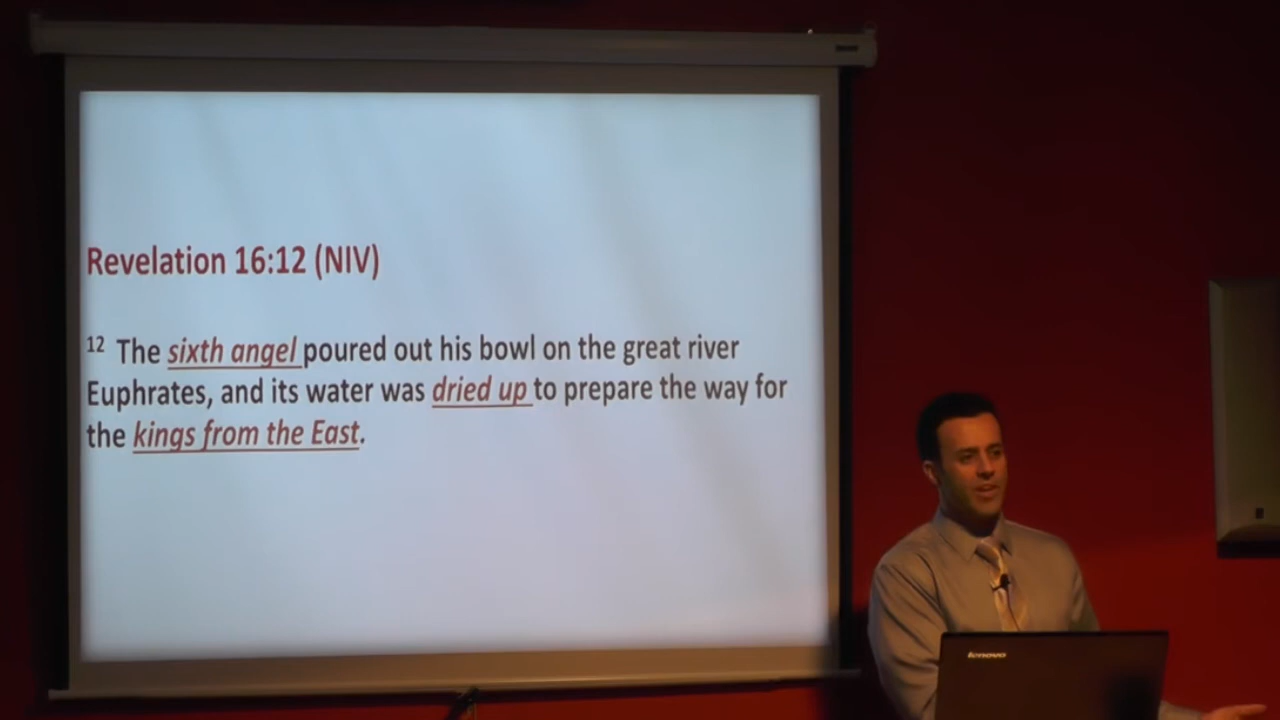 Revelation 16:12 (NIV)
12 The sixth angel poured out his bowl on the great river
Euphrates, and its water was dried up to prepare the way for
the kings from the East.
lenovo